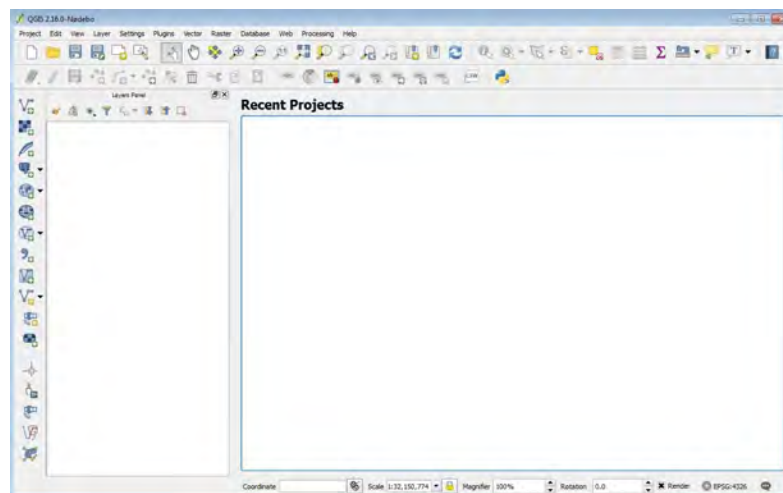 QGIS 2.16.0-Nødebo
Project Edit View Layer Settings Plugins Vector Raster Database Web Processing Help
Layers Panel
Recent Projects
Coordinate Scale 1:32,150,774 Magnifier 100% Rotation 0.0 Render EPSG:4326